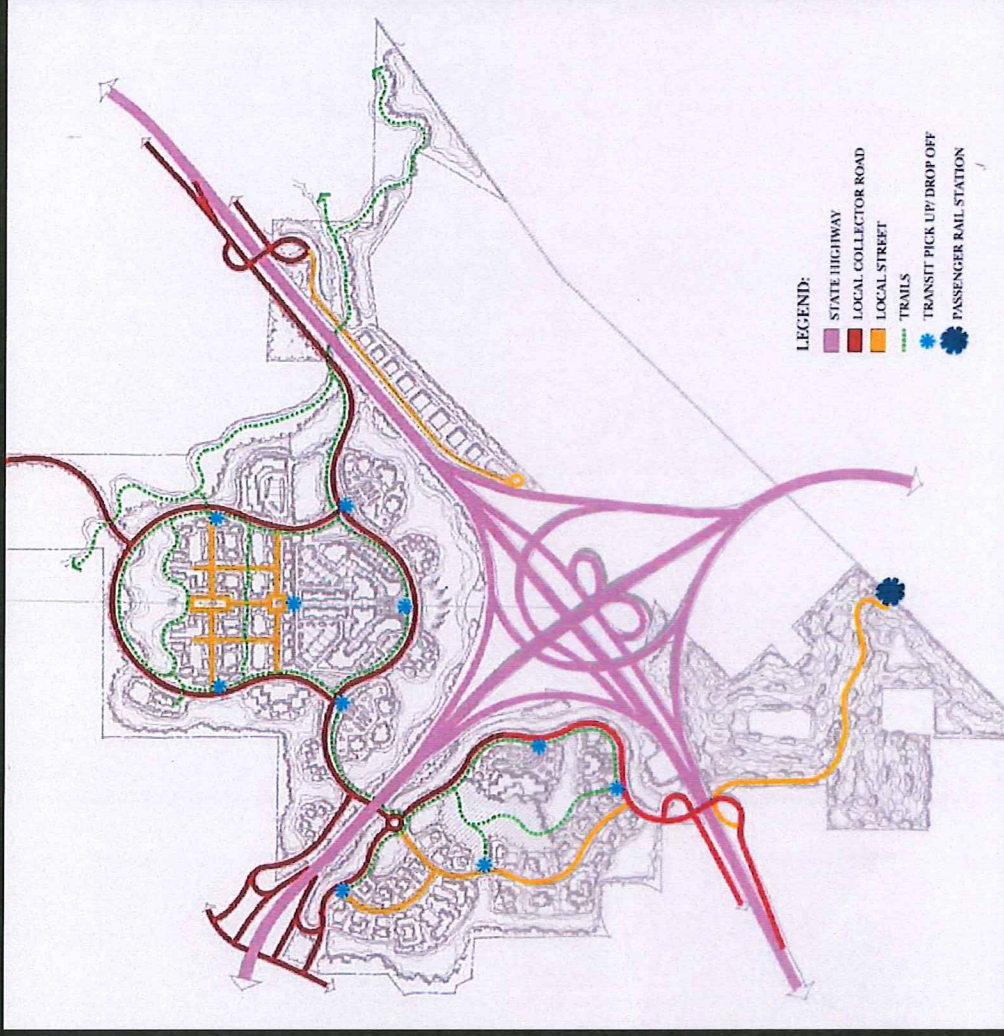 LEGEND:
STATE HIGHWAY
LOCAL COLLECTOR ROAD
LOCAL STREET
TRAILS
TRANSIT PICK UP/ DROP OFF
PASSENGER RAIL STATION